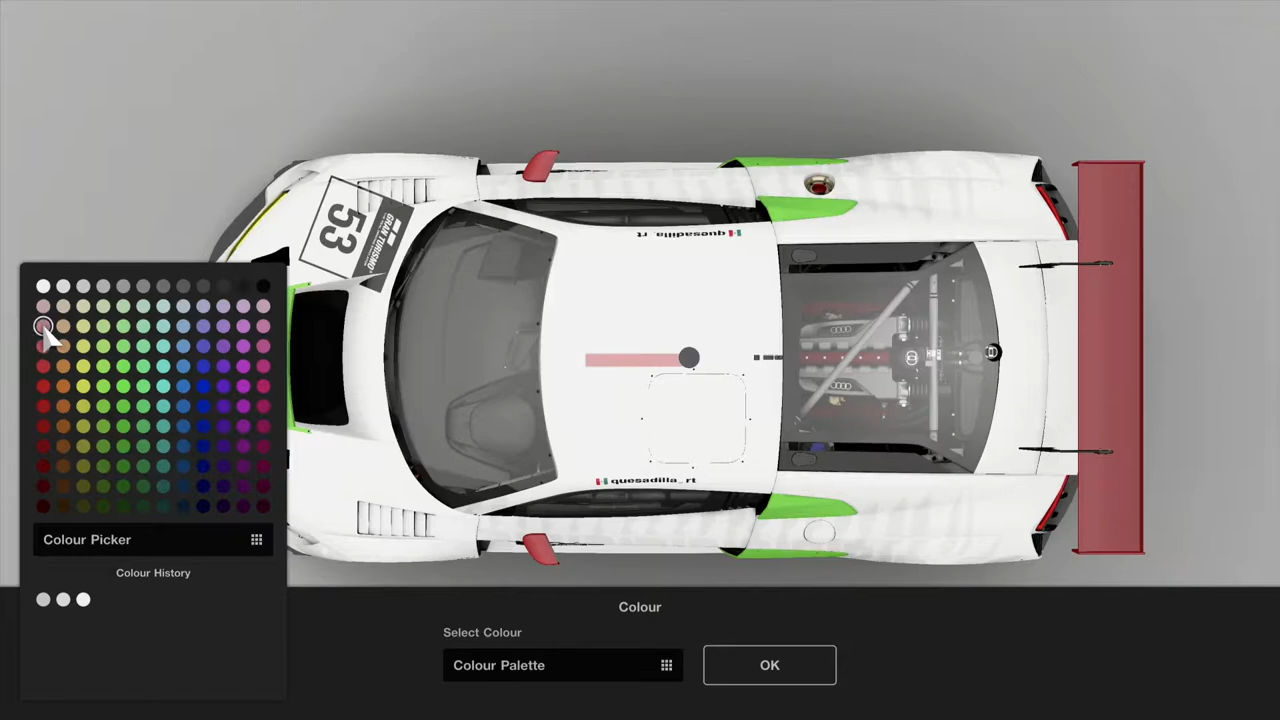 53
GRAN TURISMO
quesadilla_rt
quesadilla_rt
Colour Picker
Colour History
Colour
Select Colour
Colour Palette
OK